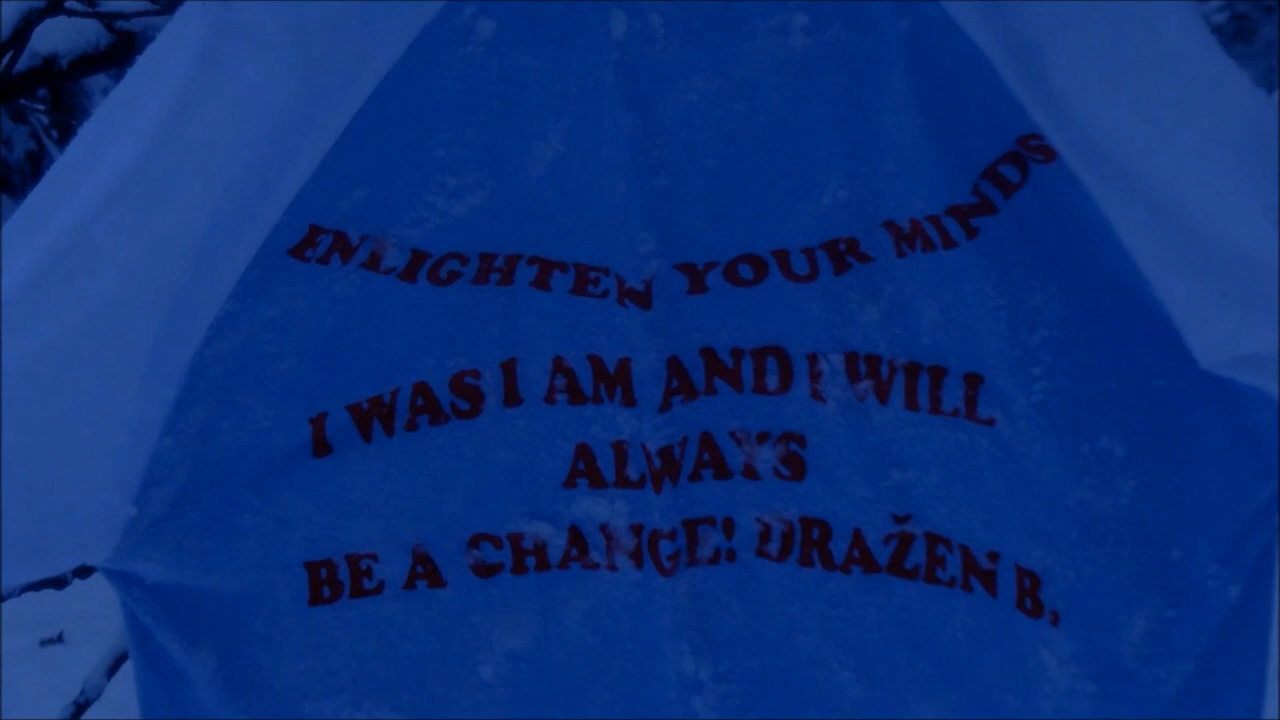 ENLIGHTEN YOUR MINDS
I WAS I AM AND I WILL
ALWAYS
BE A CHANGE! DRAŽEN B.